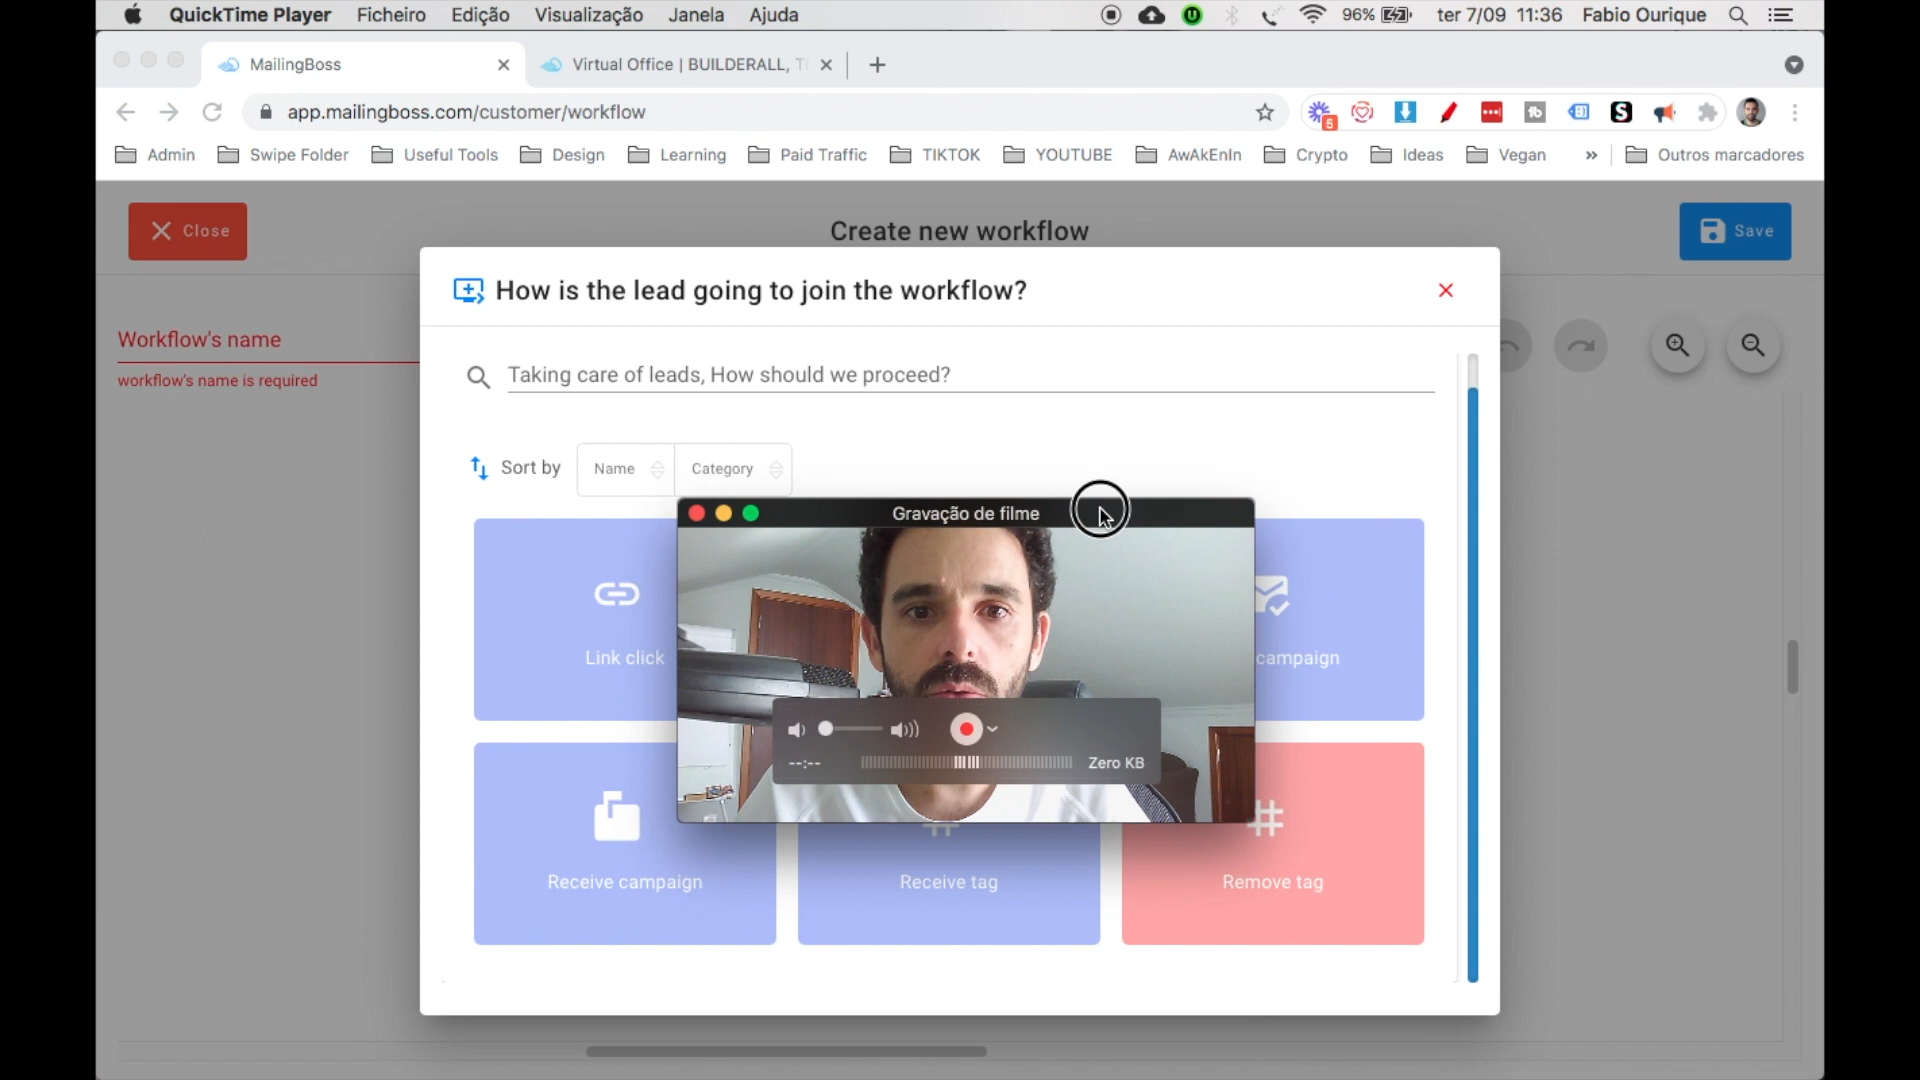 QuickTime Player Ficheiro Edição Visualização Janela Ajuda 96% ter 7/09 11:36 Fabio Ourique
MailingBoss Virtual Office | BUILDERALL,
app.mailingboss.com/customer/workflow
5
Admin Swipe Folder Useful Tools Design Learning Paid Traffic TIKTOK YOUTUBE AwAkEnIn Crypto Ideas Vegan » Outros marcadores
Close Create new workflow Save
How is the lead going to join the workflow?
Workflow's name
workflow's name is required
Taking care of leads, How should we proceed?
Sort by Name Category
Gravação de filme
Link click campaign
--:-- Zero KB
Receive campaign Receive tag Remove tag